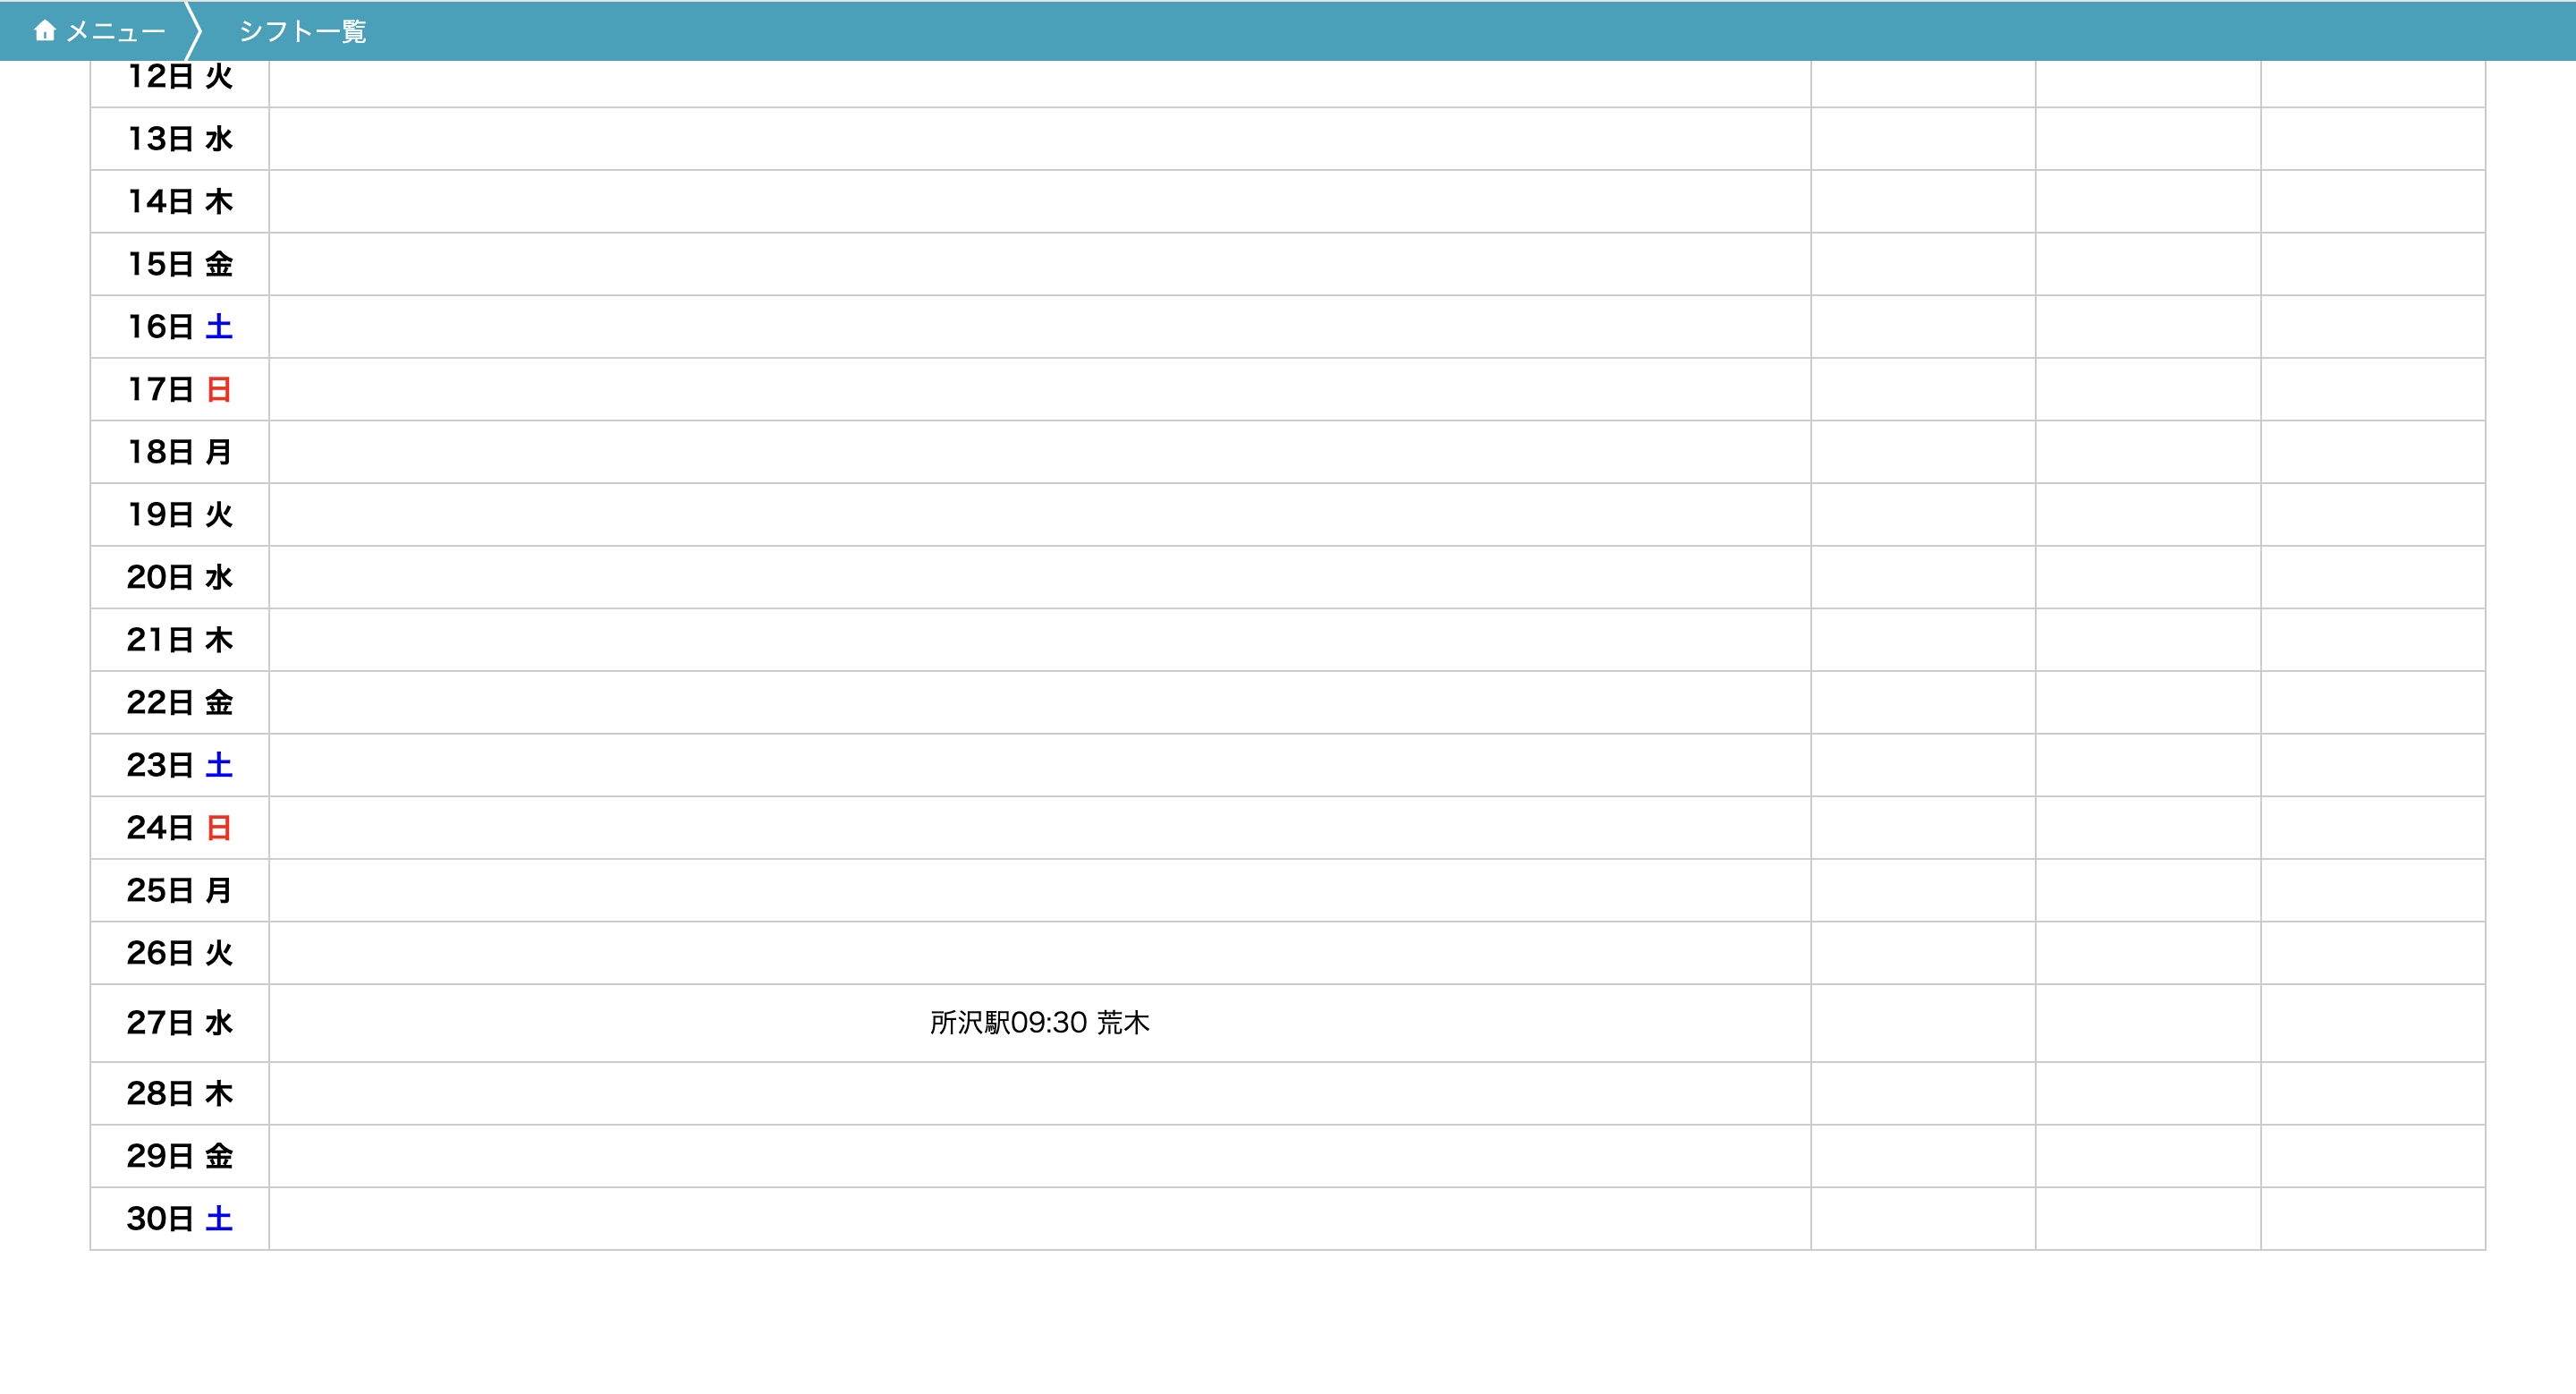 メニュー シフト一覧
12日 火
13日 水
14日 木
15日 金
16日 土
17日 日
18日 月
19日 火
20日 水
21日 木
22日 金
23日 土
24日 日
25日 月
26日 火
27日 水 所沢駅09:30 荒木
28日 木
29日 金
30日 土